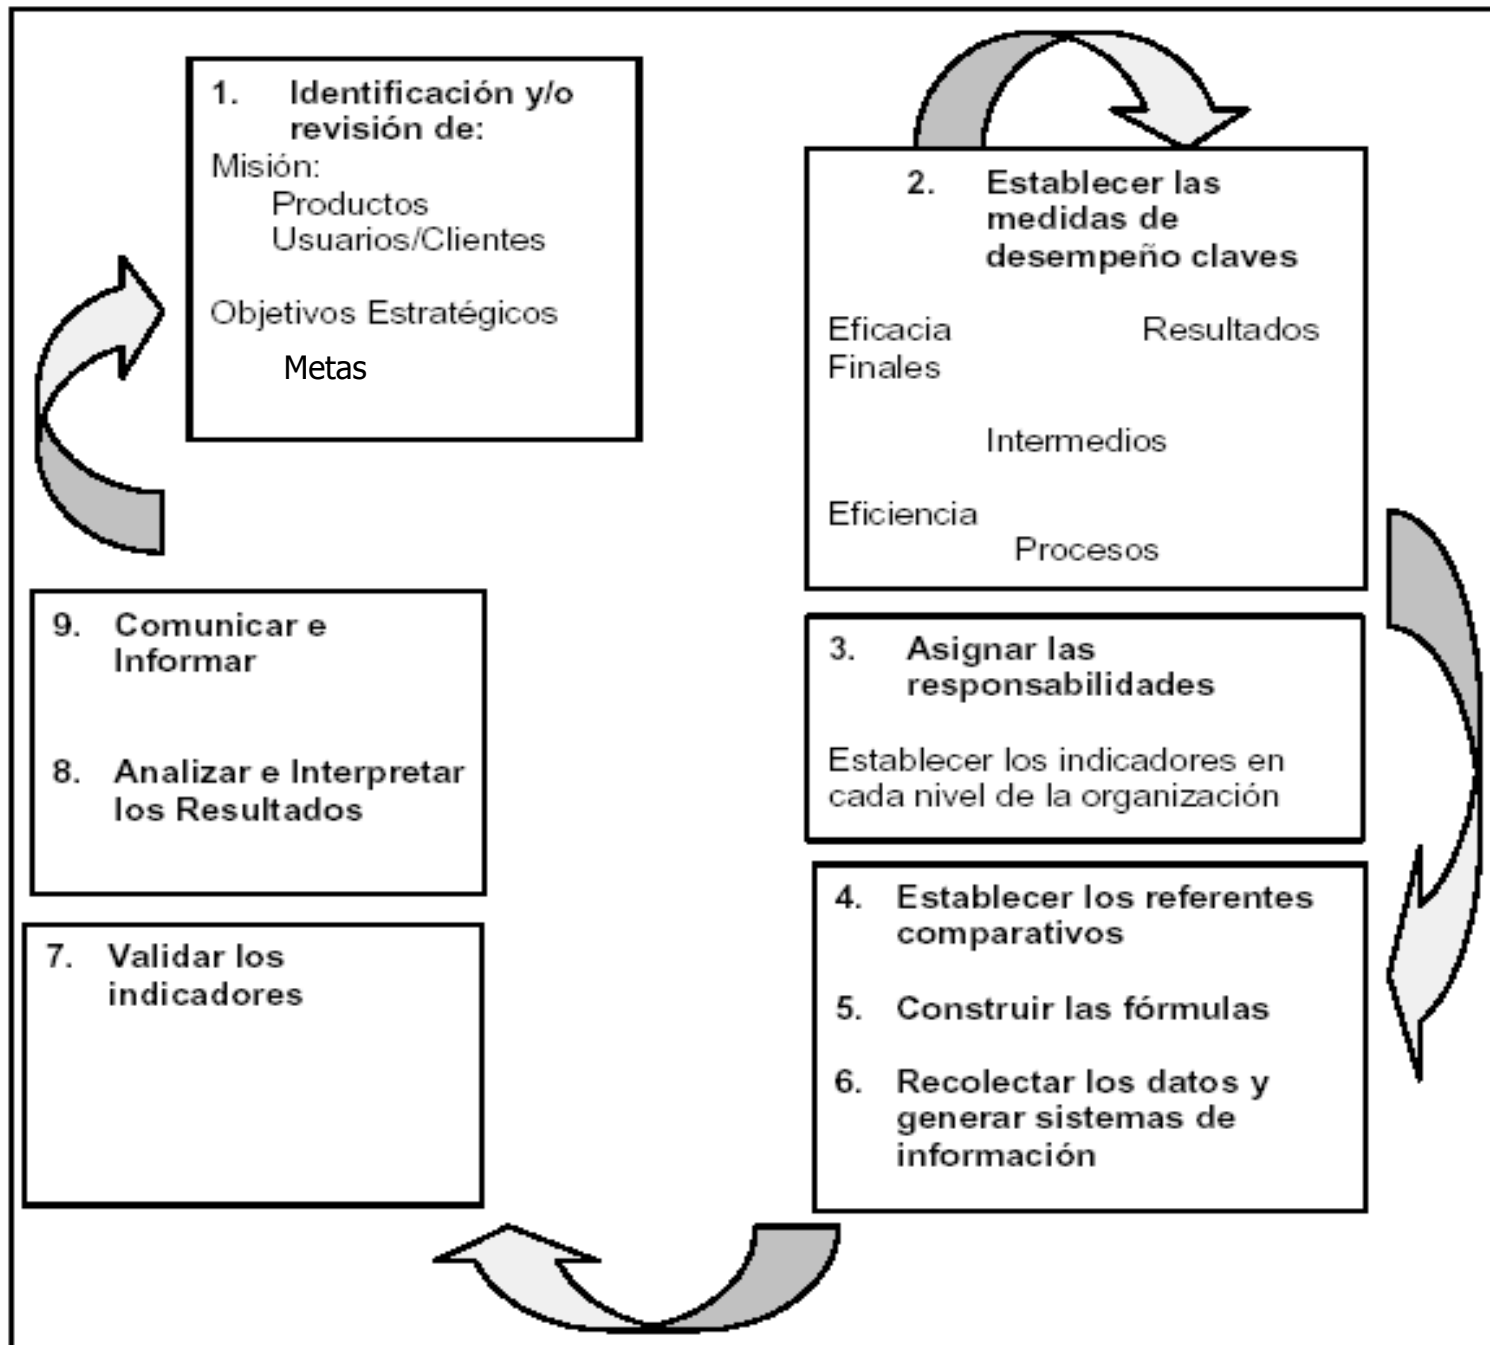 1. Identificación y/o
revisión de:
Misión:
Productos
Usuarios/Clientes
Objetivos Estratégicos
Metas
2. Establecer las
medidas de
desempeño claves
Eficacia Resultados
Finales
Intermedios
Eficiencia
Procesos
3. Asignar las
responsabilidades
Establecer los indicadores en
cada nivel de la organización
4. Establecer los referentes
comparativos
5. Construir las fórmulas
6. Recolectar los datos y
generar sistemas de
información
7. Validar los
indicadores
9. Comunicar e
Informar
8. Analizar e Interpretar
los Resultados